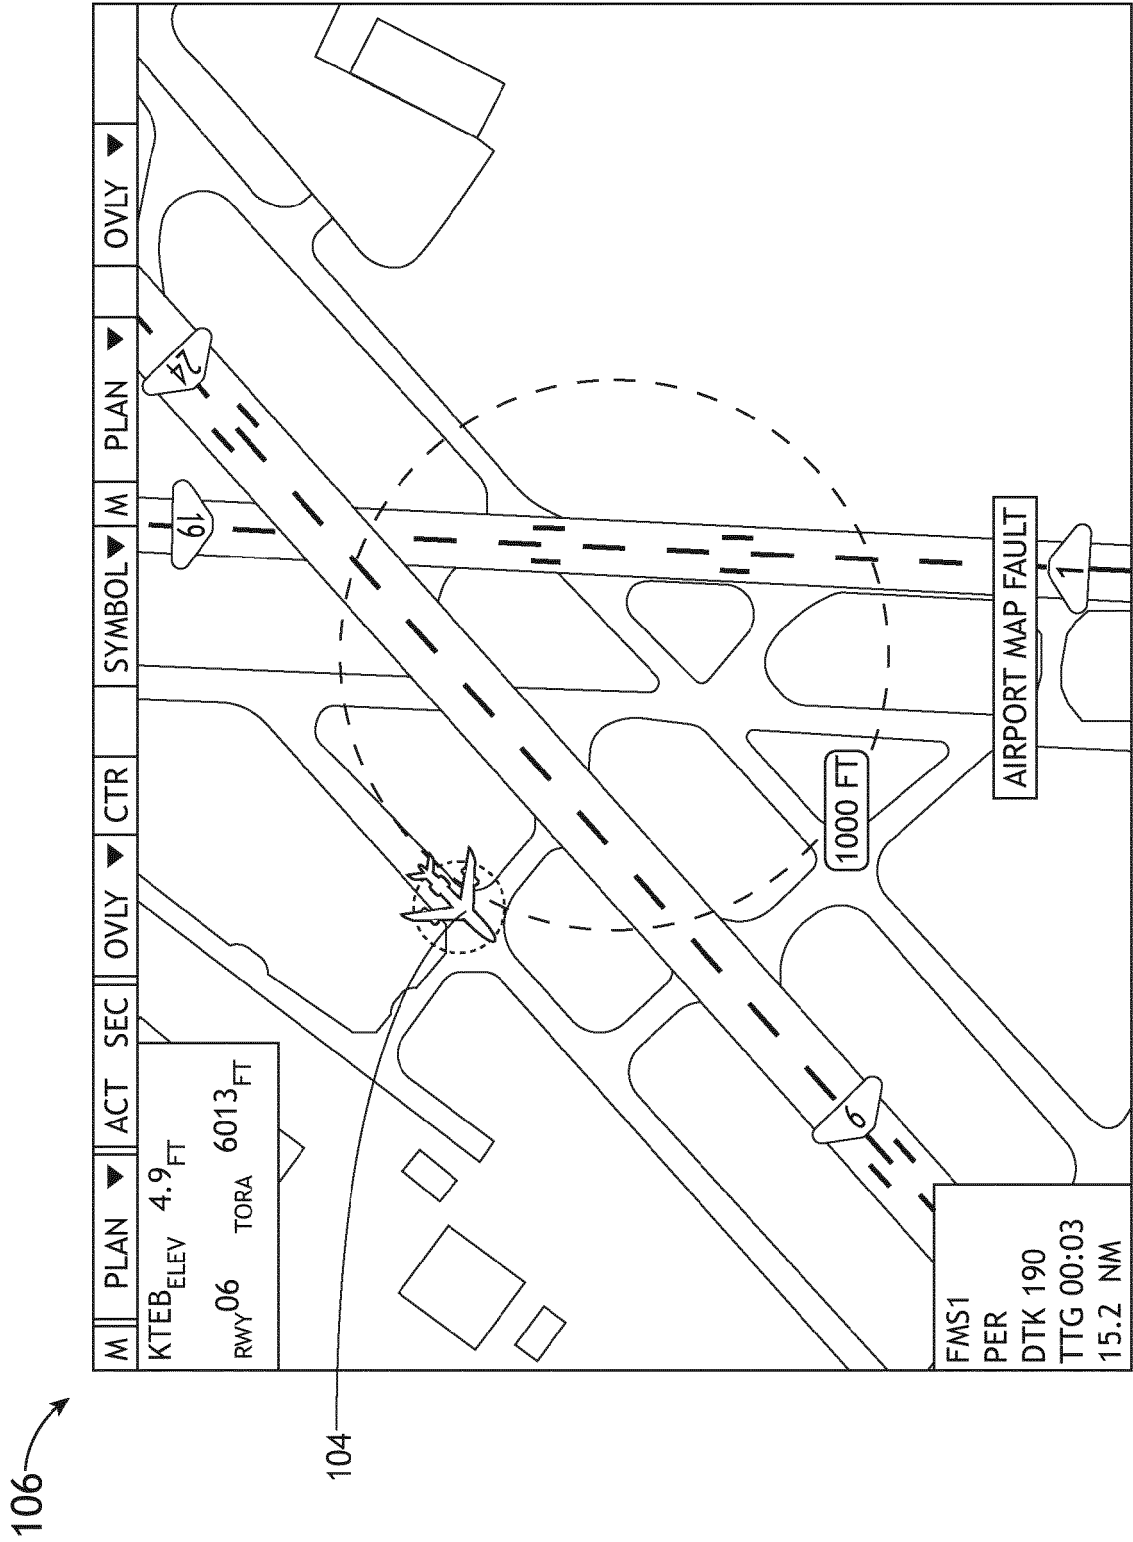 106
M PLAN ▼ ACT SEC OVLY ▼ CTR SYMBOL ▼ M PLAN ▼ OVLY ▼
KTEB ELEV 4.9 FT
RWY 06 TORA 6013 FT
24
19
104
1000 FT
6
AIRPORT MAP FAULT
1
FMS1
PER
DTK 190
TTG 00:03
15.2 NM